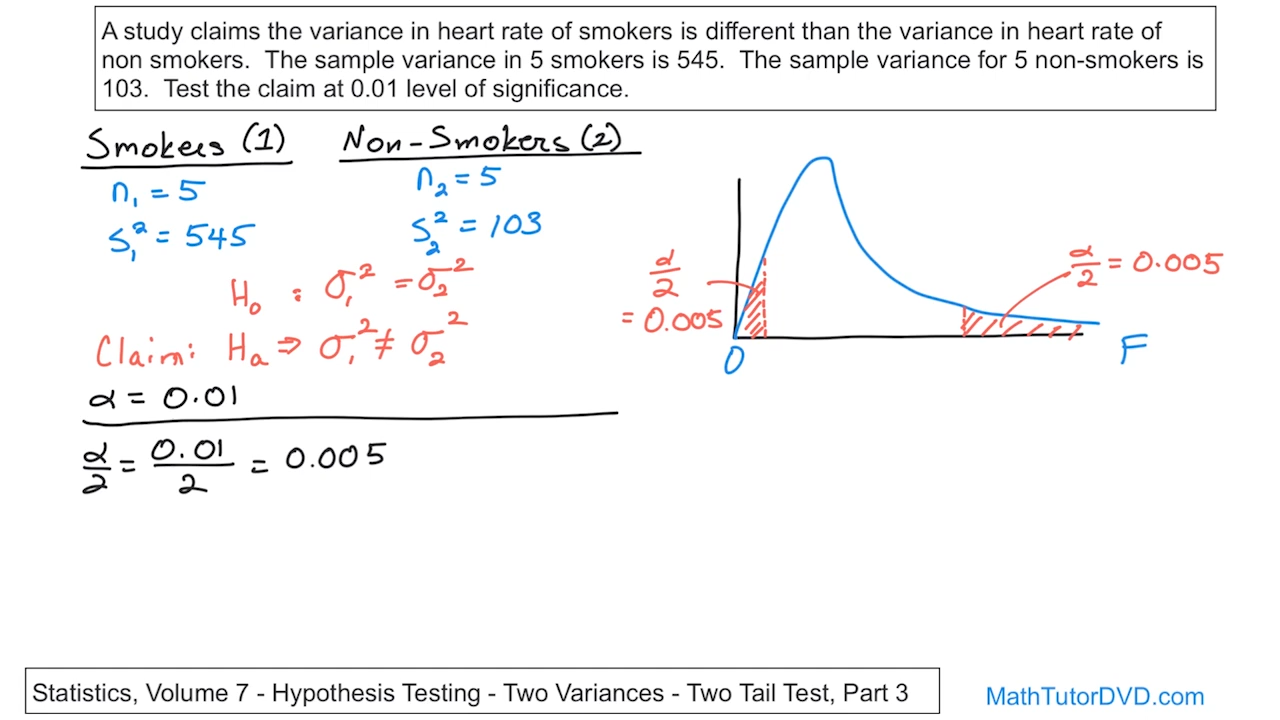 A study claims the variance in heart rate of smokers is different than the variance in heart rate of
non smokers. The sample variance in 5 smokers is 545. The sample variance for 5 non-smokers is
103. Test the claim at 0.01 level of significance.
Smokers (1)
Non-Smokers (2)
n₁ = 5
n₂ = 5
s₁² = 545
s₂² = 103
H₀ : σ₁² = σ₂²
Claim: Hₐ ⇒ σ₁² ≠ σ₂²
α = 0.01
α/2 = 0.01/2 = 0.005
α/2
= 0.005
α/2 = 0.005
0
F
Statistics, Volume 7 - Hypothesis Testing - Two Variances - Two Tail Test, Part 3
MathTutorDVD.com